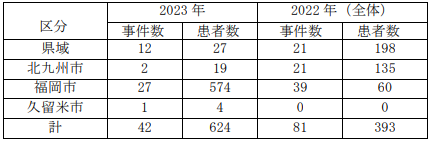 区分 2023 年 2022 年（全体）
事件数 患者数 事件数 患者数
県域 12 27 21 198
北九州市 2 19 21 135
福岡市 27 574 39 60
久留米市 1 4 0 0
計 42 624 81 393